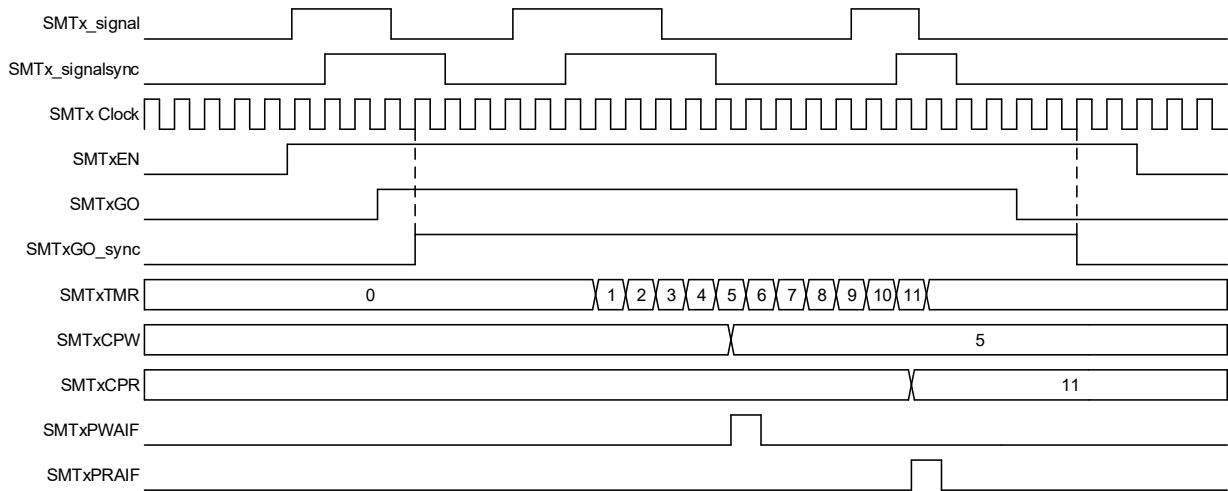 SMTx_signal
SMTx_signalsync
SMTx Clock
SMTxEN
SMTxGO
SMTxGO_sync
SMTxTMR 0 1 2 3 4 5 6 7 8 9 10 11
SMTxCPW 5
SMTxCPR 11
SMTxPWAIF
SMTxPRAIF